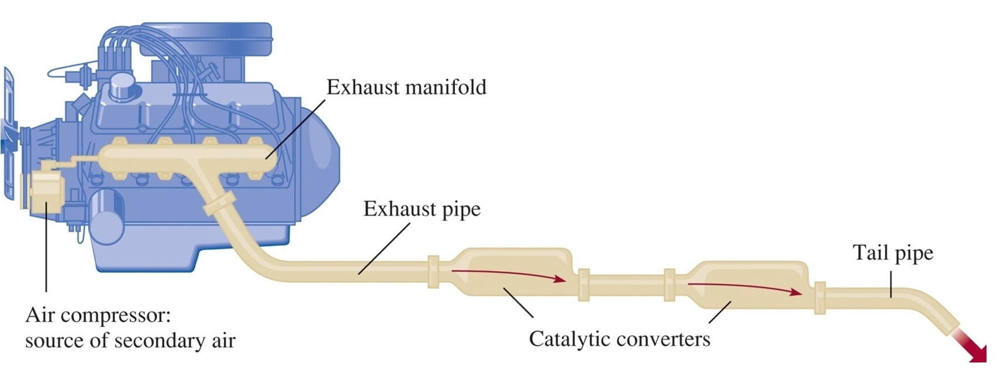 Exhaust manifold
Exhaust pipe
Tail pipe
Air compressor:
source of secondary air
Catalytic converters